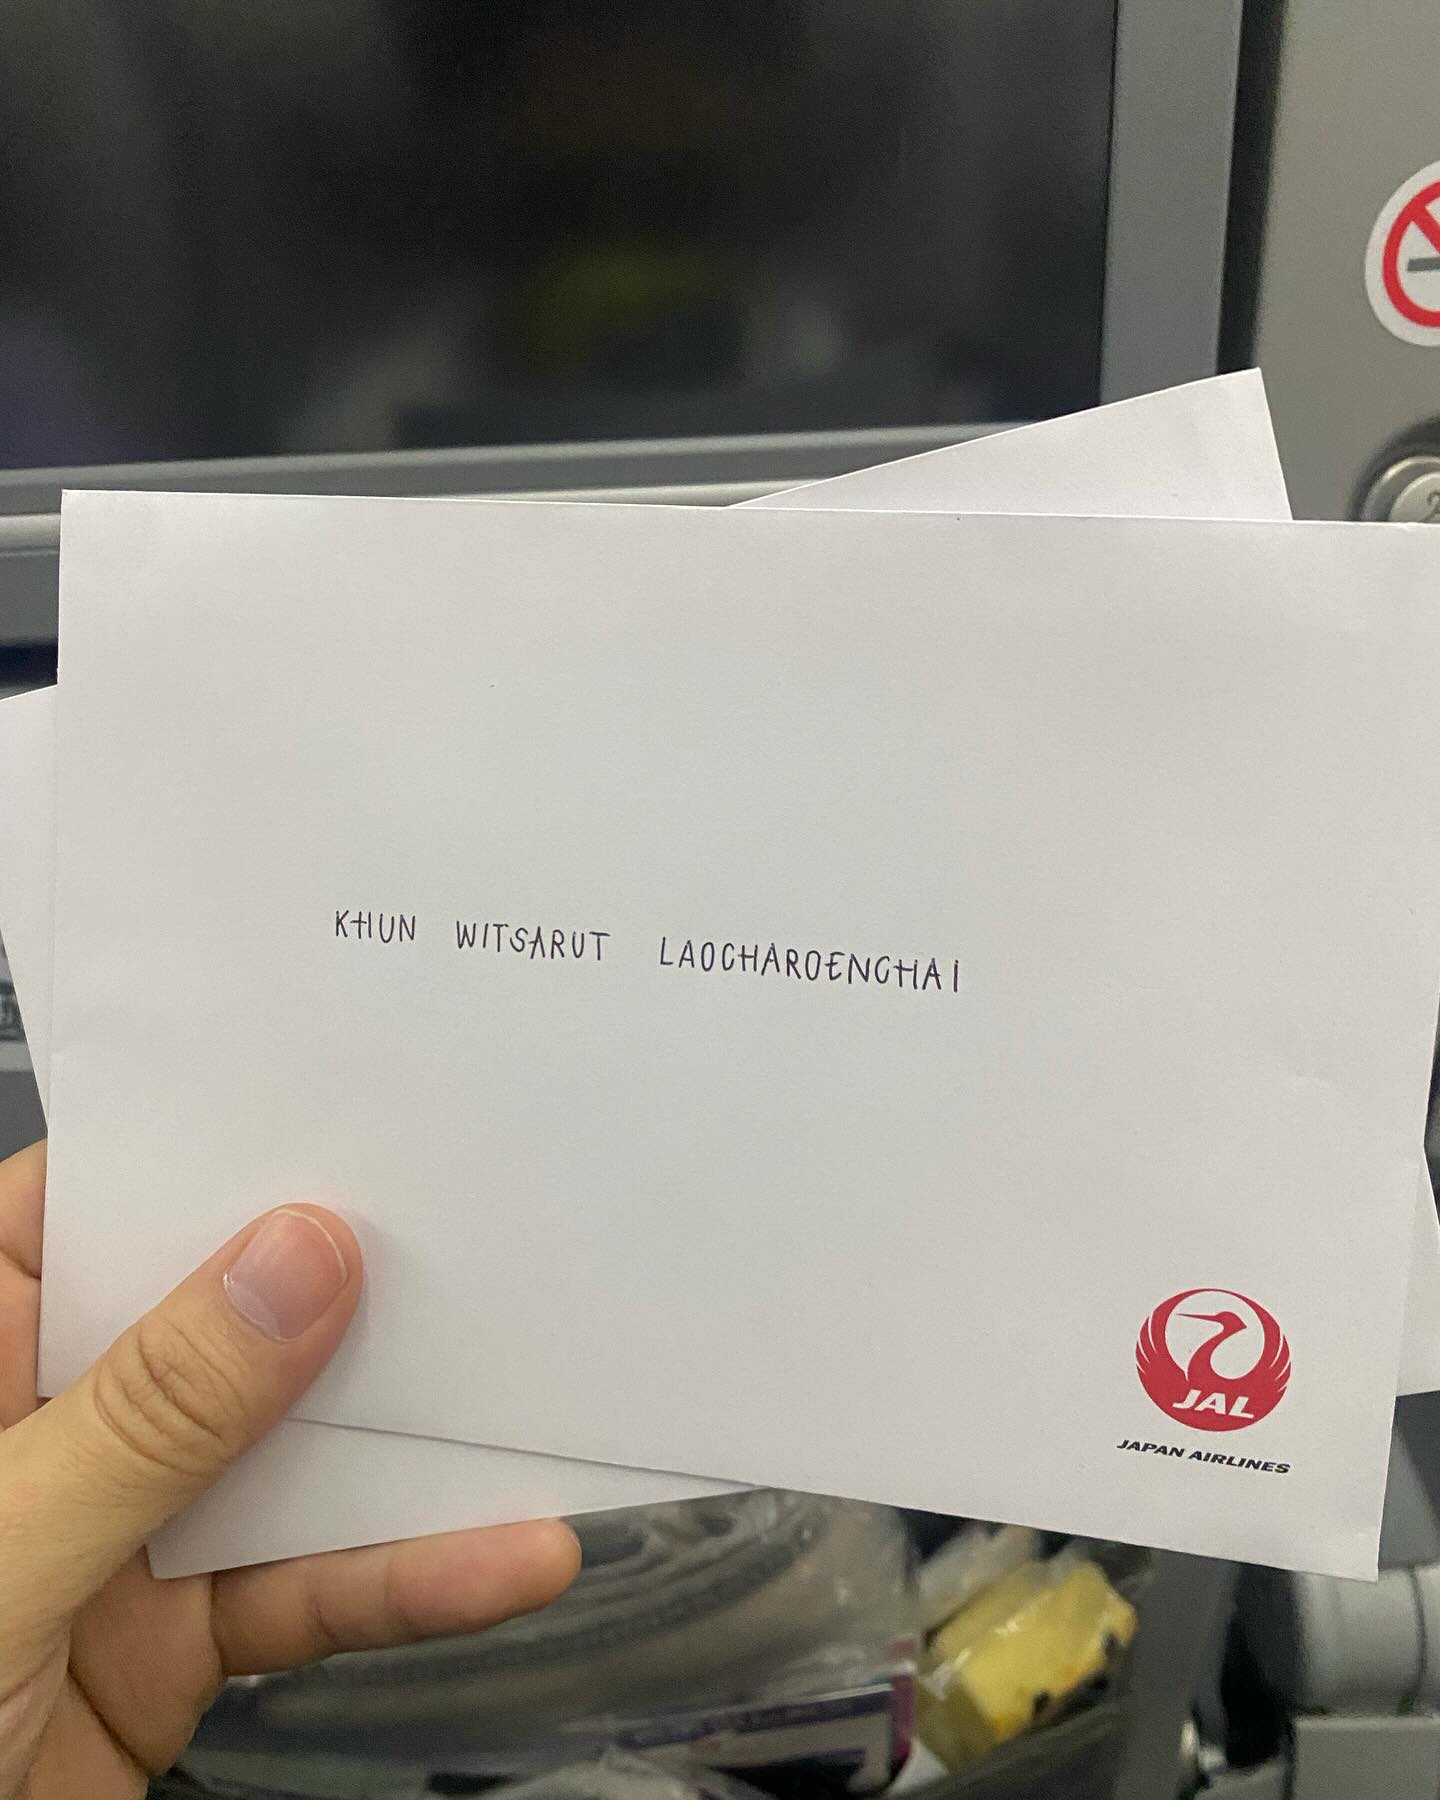 KHUN WITSARUT LAOCHAROENCHAI
JAL
JAPAN AIRLINES